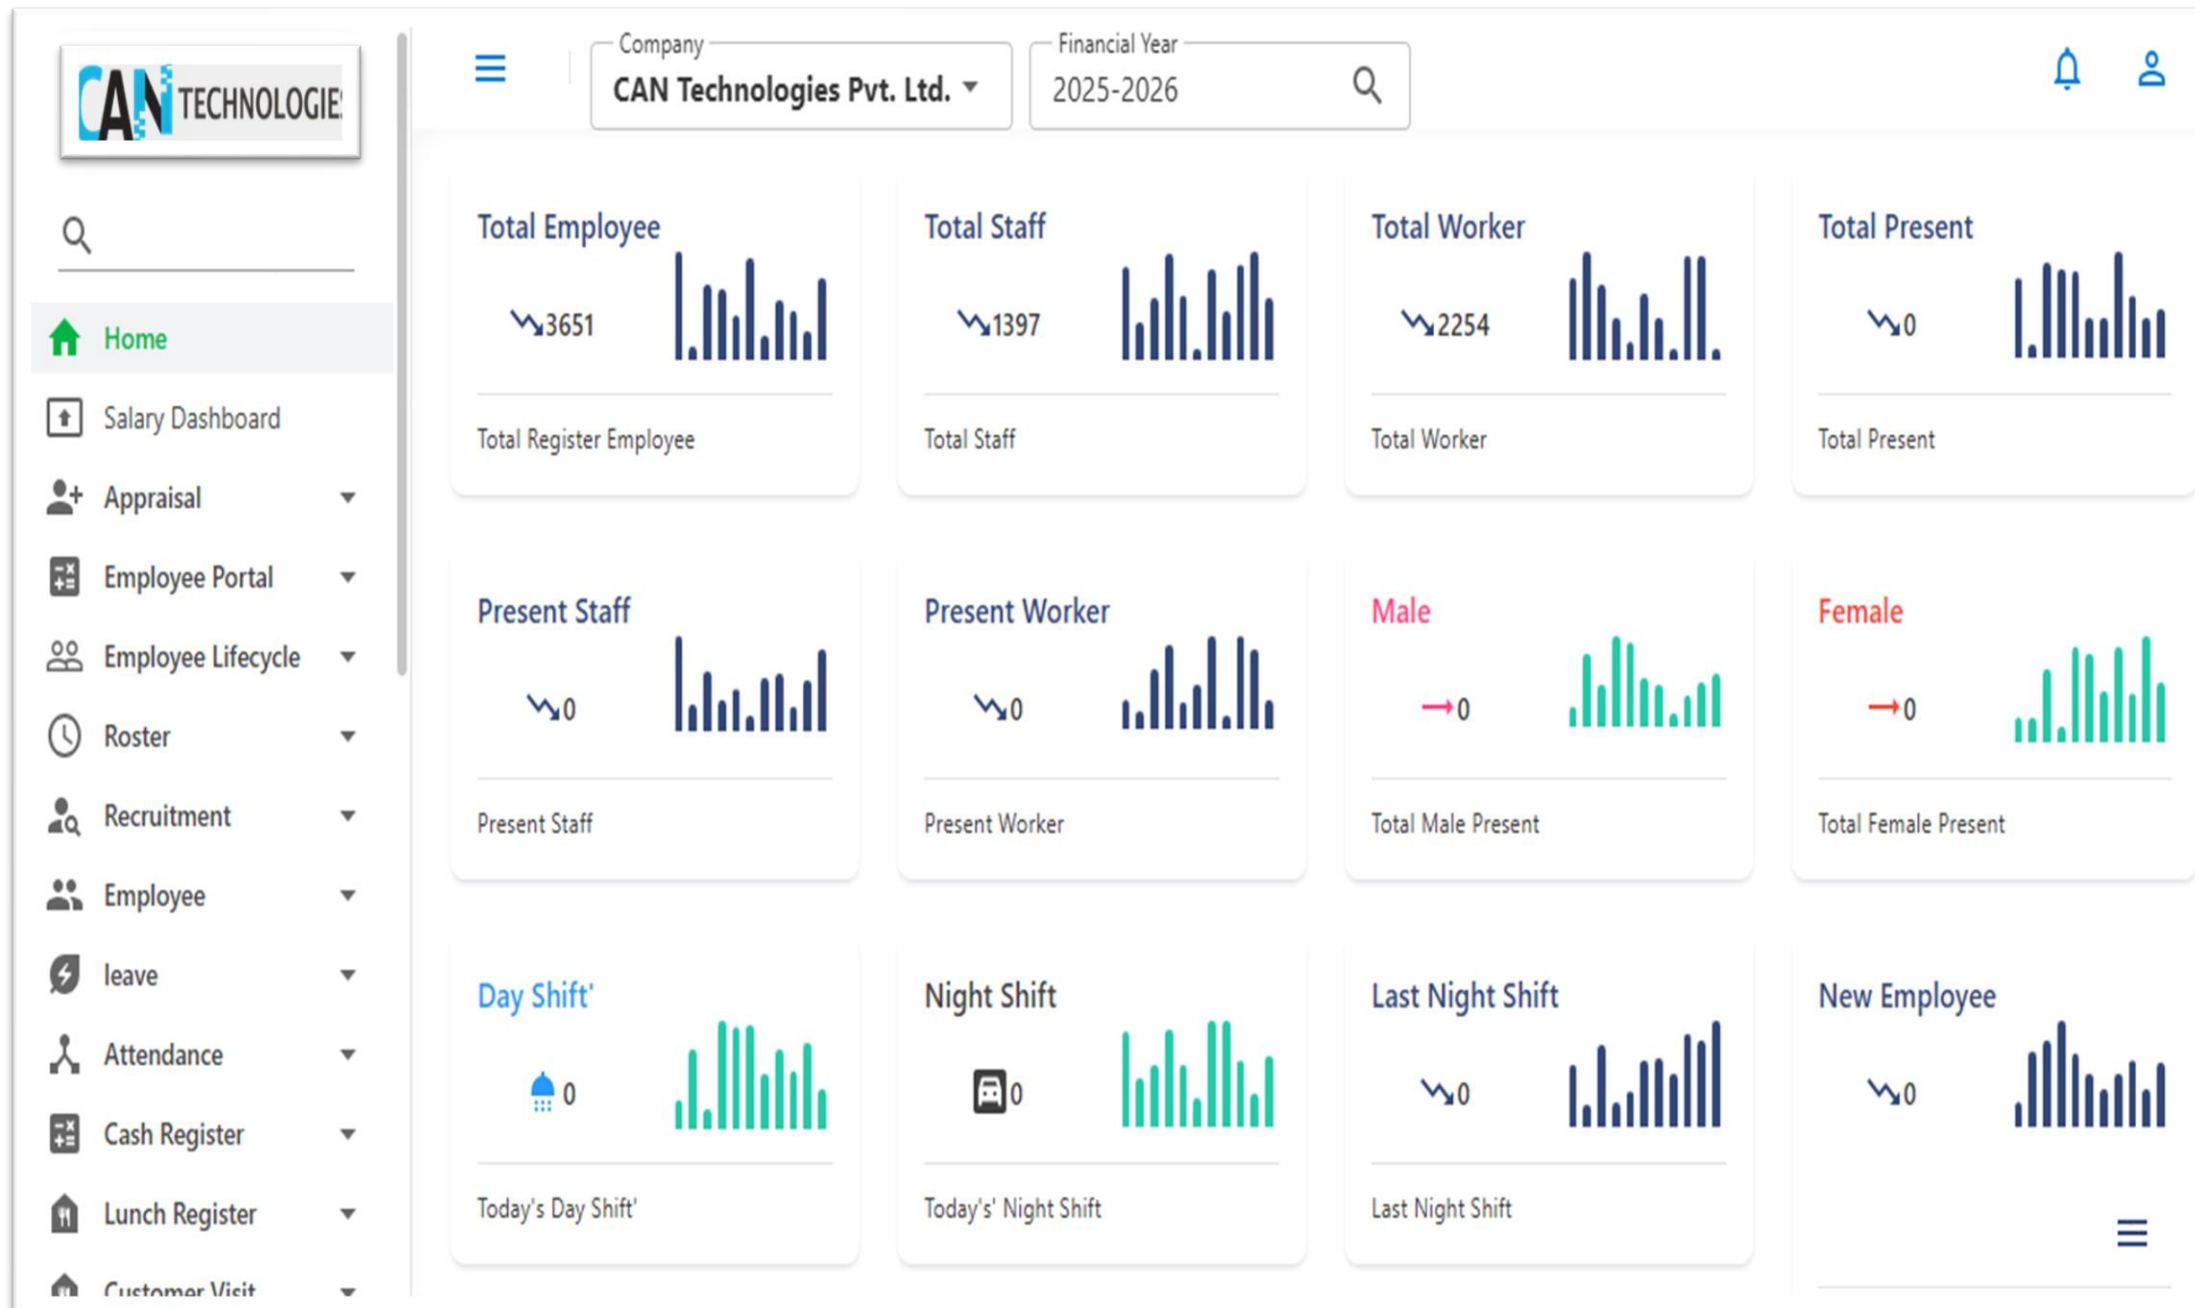 CAN TECHNOLOGIES
Home
Salary Dashboard
Appraisal
Employee Portal
Employee Lifecycle
Roster
Recruitment
Employee
leave
Attendance
Cash Register
Lunch Register
Customer Visit
Company
CAN Technologies Pvt. Ltd.
Financial Year
2025-2026
Total Employee
3651
Total Register Employee
Total Staff
1397
Total Staff
Total Worker
2254
Total Worker
Total Present
0
Total Present
Present Staff
0
Present Staff
Present Worker
0
Present Worker
Male
0
Total Male Present
Female
0
Total Female Present
Day Shift'
0
Today's Day Shift'
Night Shift
0
Today's' Night Shift
Last Night Shift
0
Last Night Shift
New Employee
0